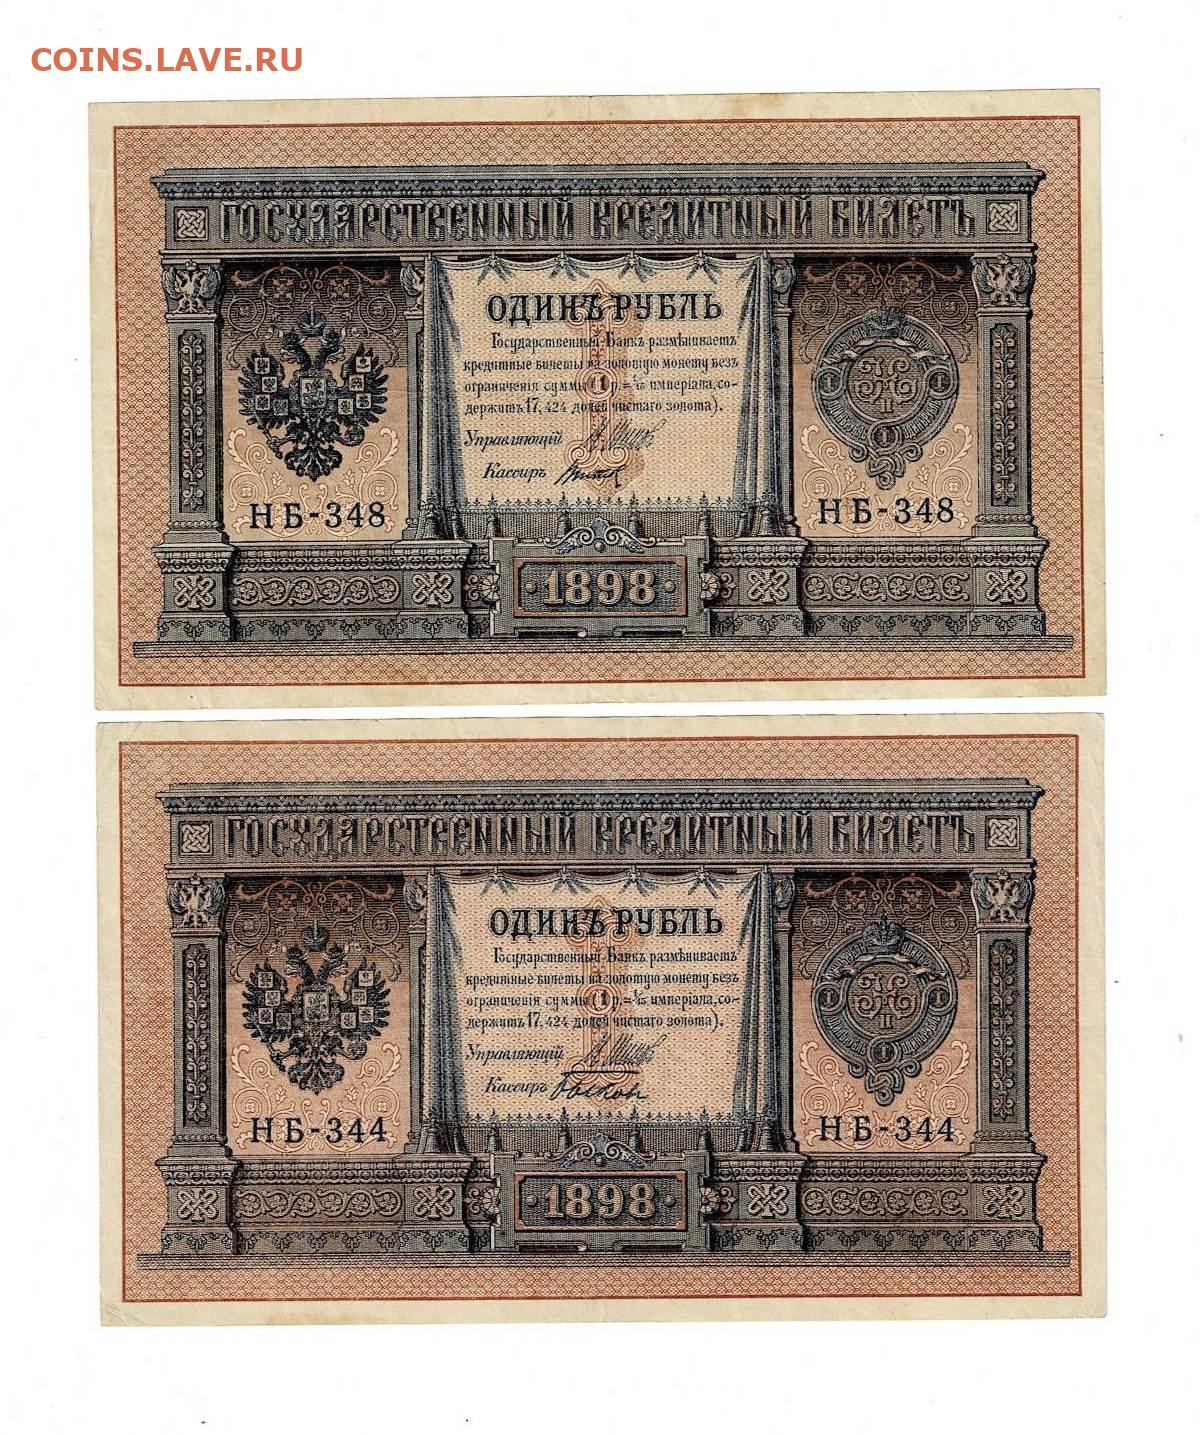 COINS.LAVE.RU
ГОСУДАРСТВЕННЫЙ КРЕДИТНЫЙ БИЛЕТЪ
ОДИНЪ РУБЛЬ
Государственный Банкъ размѣниваетъ
кредитные билеты на золотую монету безъ
ограниченія суммы (1 р.= 1/15 имперіала, со-
держитъ 17,424 долей чистаго золота).
Управляющій
Кассиръ
НБ-348 НБ-348
1898
ГОСУДАРСТВЕННЫЙ КРЕДИТНЫЙ БИЛЕТЪ
ОДИНЪ РУБЛЬ
Государственный Банкъ размѣниваетъ
кредитные билеты на золотую монету безъ
ограниченія суммы (1 р.= 1/15 имперіала, со-
держитъ 17,424 долей чистаго золота).
Управляющій
Кассиръ
НБ-344 НБ-344
1898